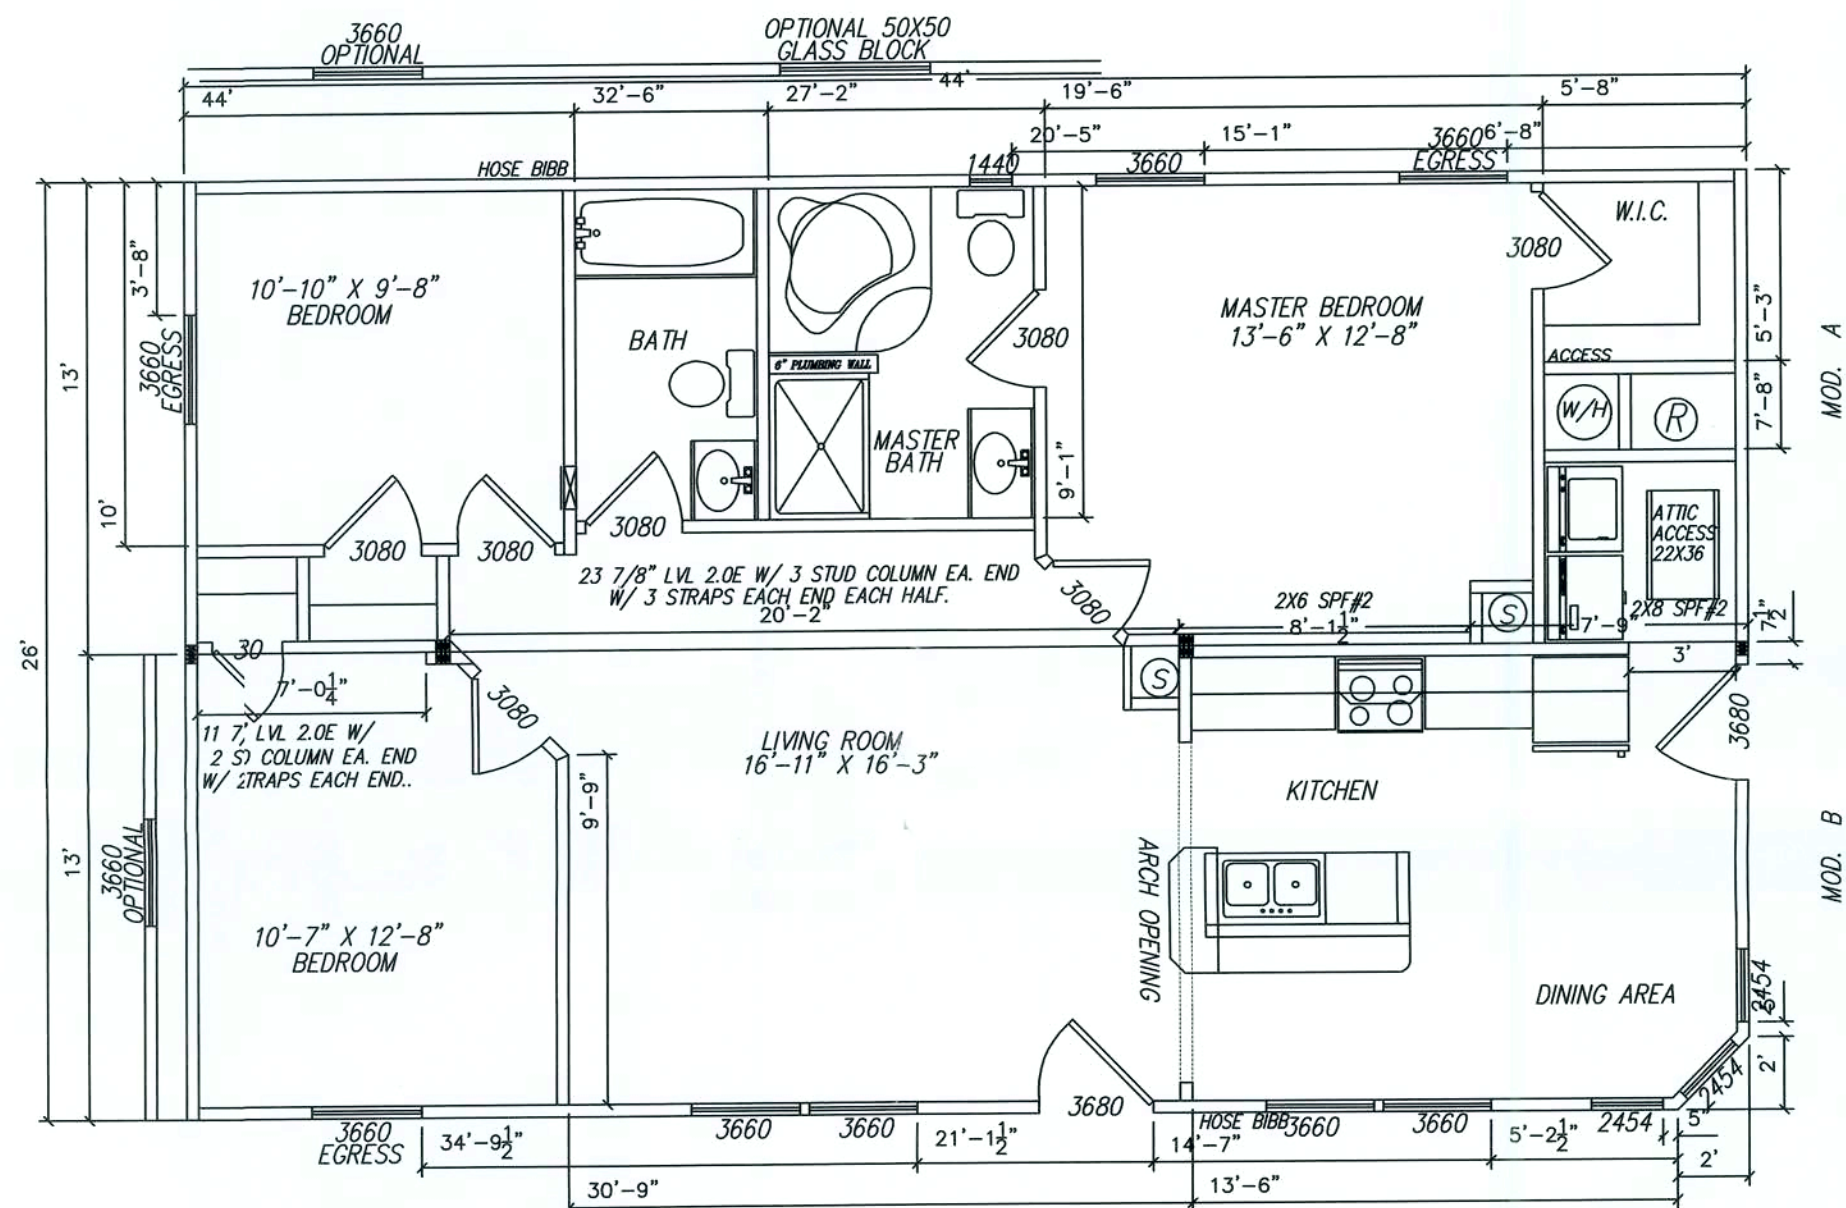 3660
OPTIONAL
OPTIONAL 50X50
GLASS BLOCK
44'
44'
32'-6"
27'-2"
19'-6"
5'-8"
20'-5"
15'-1"
3660
6'-8"
EGRESS
HOSE BIBB
1440
3660
W.I.C.
3080
3'-8"
10'-10" X 9'-8"
BEDROOM
3660
EGRESS
BATH
3080
MASTER BEDROOM
13'-6" X 12'-8"
5'-3"
MOD. A
ACCESS
6" PLUMBING WALL
W/H
R
7'-8"
13'
10'
MASTER
BATH
9'-1"
3080
3080
3080
ATTIC
ACCESS
22X36
23 7/8" LVL 2.0E W/ 3 STUD COLUMN EA. END
W/ 3 STRAPS EACH END EACH HALF.
20'-2"
3080
2X6 SPF#2
8'-1 1/2"
S
7'-9"
2X8 SPF#2
7 1/2"
26'
30
7'-0 1/4"
3080
S
3'
3680
11 7, LVL 2.0E W/
COLUMN EA. END
W/ TRAPS EACH END..
LIVING ROOM
16'-11" X 16'-3"
9'-9"
KITCHEN
13'
3660
OPTIONAL
ARCH OPENING
MOD. B
10'-7" X 12'-8"
BEDROOM
DINING AREA
2454
5"
2'
2454
3680
3660
EGRESS
3660
3660
HOSE BIBB
3660
3660
2454
5"
34'-9 1/2"
21'-1 1/2"
14'-7"
5'-2 1/2"
2'
30'-9"
13'-6"